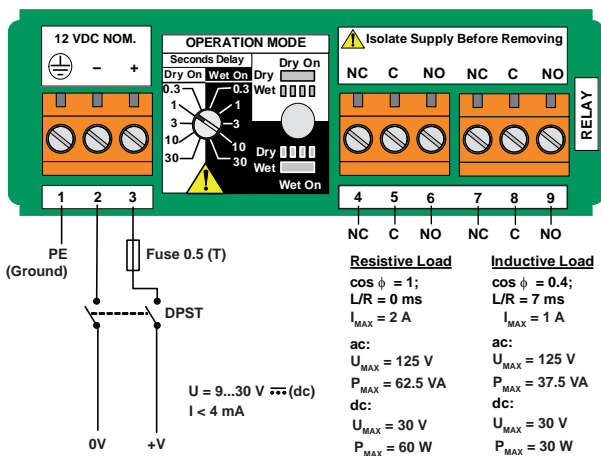 12 VDC NOM.
– +
OPERATION MODE
Seconds Delay
Dry On Wet On
0.3 0.3
1 1
3 3
10 10
30 30
Dry On
Dry
Wet
Dry
Wet
Wet On
Isolate Supply Before Removing
NC C NO NC C NO
RELAY
1 2 3
4 5 6 7 8 9
NC C NO NC C NO
PE
(Ground)
Fuse 0.5 (T)
DPST
U = 9...30 V ⎓ (dc)
I < 4 mA
0V +V
Resistive Load
cos ϕ = 1;
L/R = 0 ms
IMAX = 2 A
ac:
UMAX = 125 V
PMAX = 62.5 VA
dc:
UMAX = 30 V
PMAX = 60 W
Inductive Load
cos ϕ = 0.4;
L/R = 7 ms
IMAX = 1 A
ac:
UMAX = 125 V
PMAX = 37.5 VA
dc:
UMAX = 30 V
PMAX = 30 W